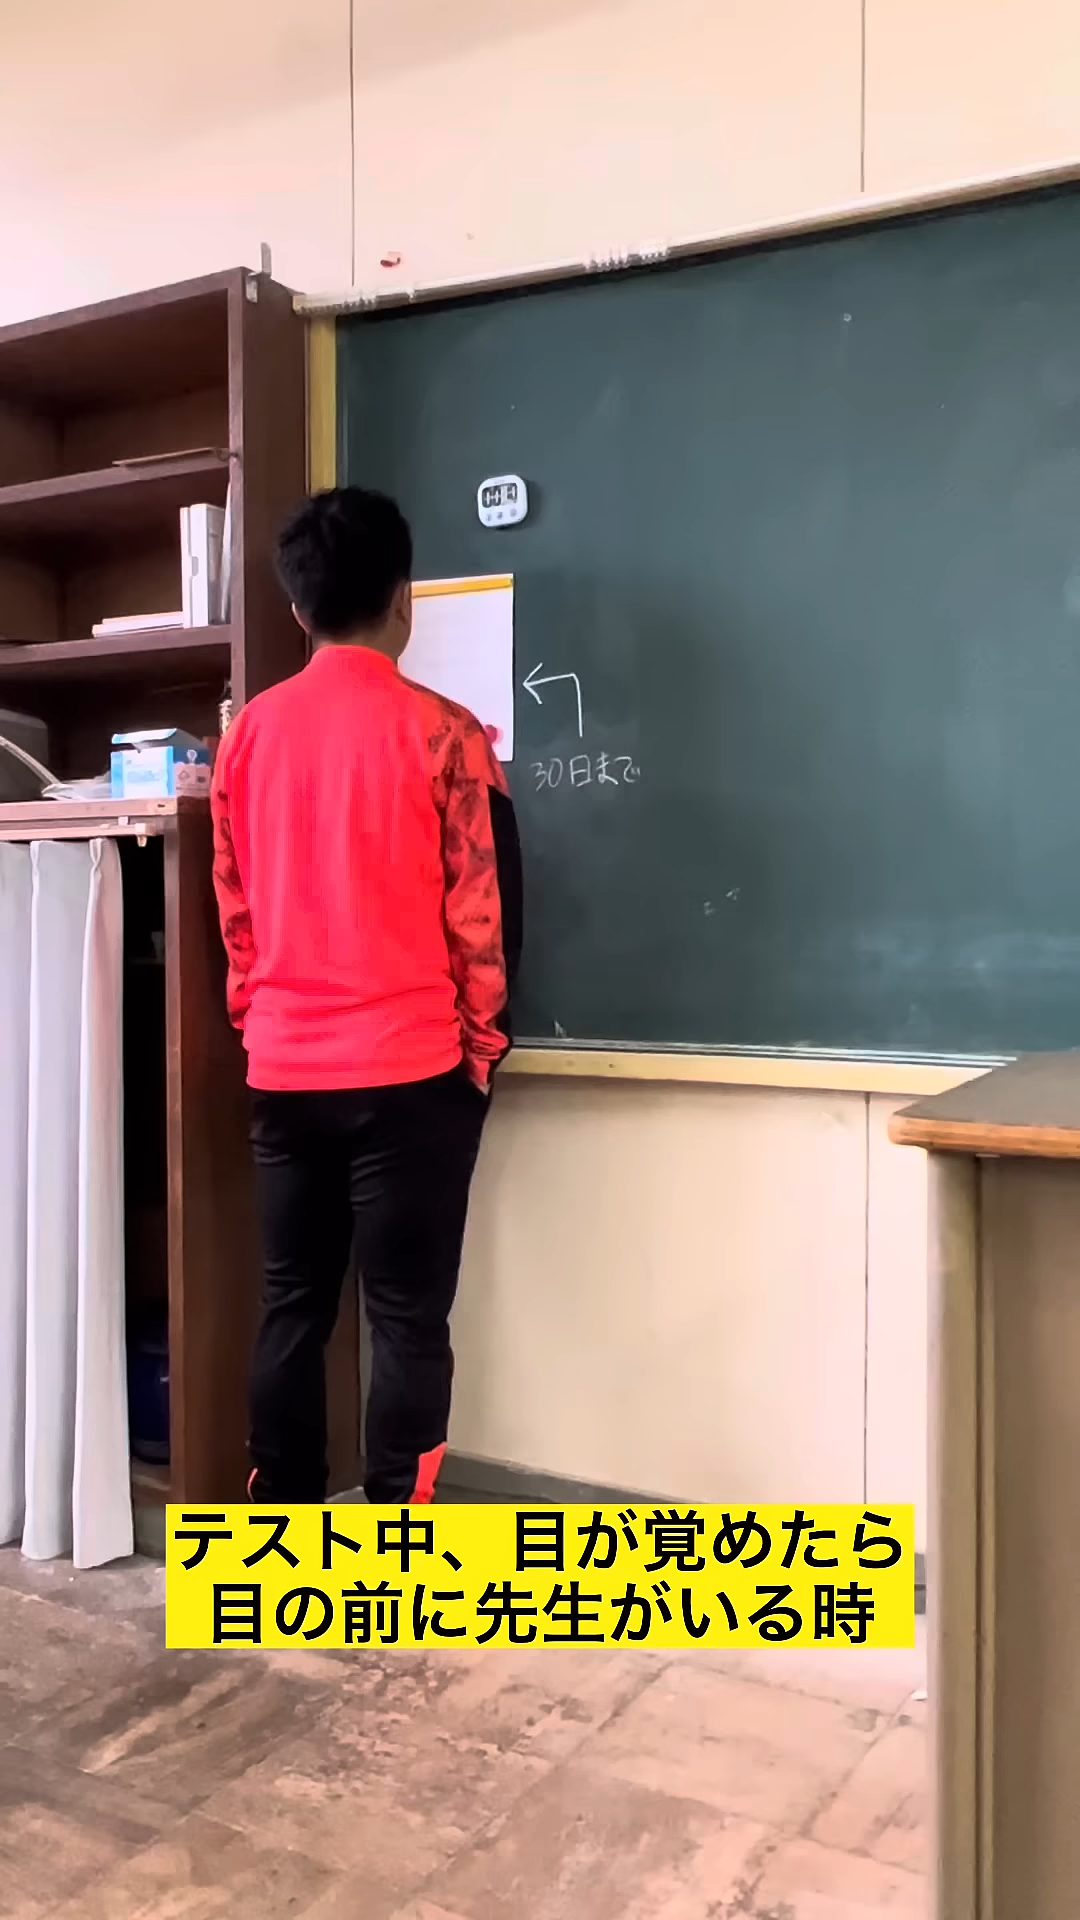 30日まで
テスト中、目が覚めたら
目の前に先生がいる時